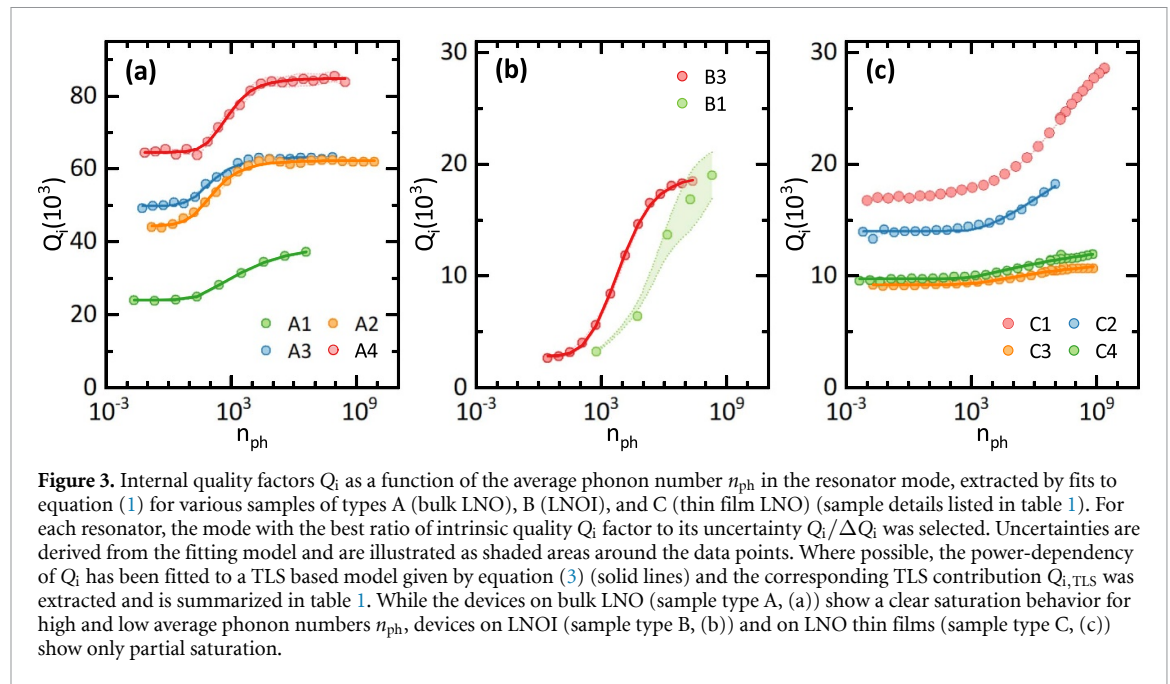 (a)
80
60
40
20
0
Qi(10³)
10⁻³
10³
10⁹
nph
A1
A2
A3
A4
(b)
30
20
10
0
10⁻³
10³
10⁹
nph
B3
B1
(c)
30
20
10
0
Qi(10³)
10⁻³
10³
10⁹
nph
C1
C2
C3
C4
Figure 3. Internal quality factors Qi as a function of the average phonon number nph in the resonator mode, extracted by fits to
equation (1) for various samples of types A (bulk LNO), B (LNOI), and C (thin film LNO) (sample details listed in table 1). For
each resonator, the mode with the best ratio of intrinsic quality Qi factor to its uncertainty Qi/ΔQi was selected. Uncertainties are
derived from the fitting model and are illustrated as shaded areas around the data points. Where possible, the power-dependency
of Qi has been fitted to a TLS based model given by equation (3) (solid lines) and the corresponding TLS contribution Qi,TLS was
extracted and is summarized in table 1. While the devices on bulk LNO (sample type A, (a)) show a clear saturation behavior for
high and low average phonon numbers nph, devices on LNOI (sample type B, (b)) and on LNO thin films (sample type C, (c))
show only partial saturation.